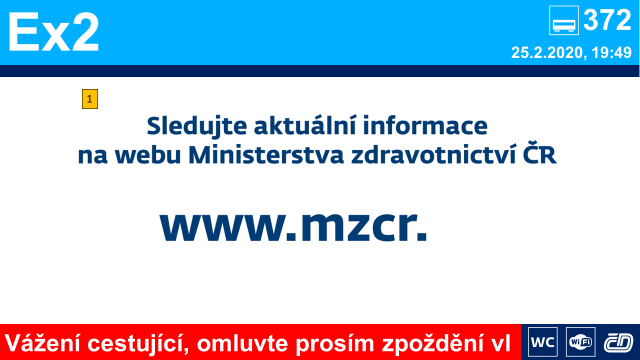 Ex2
372
25.2.2020, 19:49
1
Sledujte aktuální informace
na webu Ministerstva zdravotnictví ČR
www.mzcr.
Vážení cestující, omluvte prosím zpoždění vl
WC
WiFi
ČD